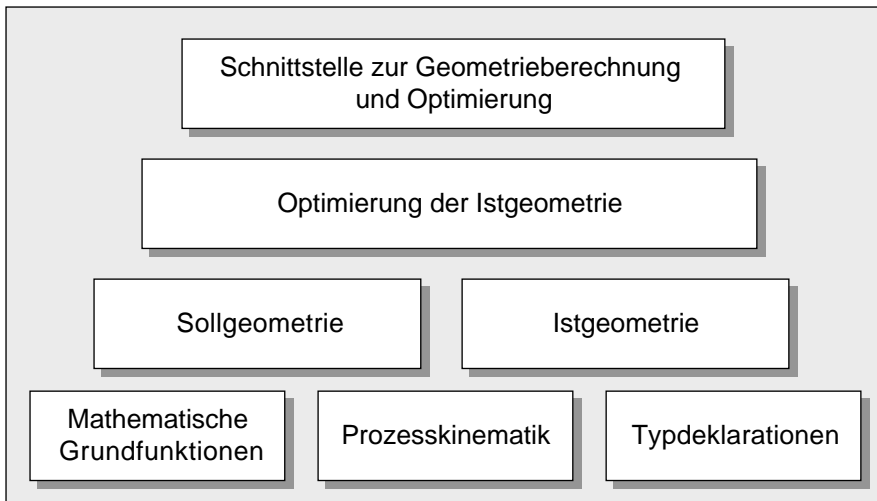 Schnittstelle zur Geometrieberechnung
und Optimierung
Optimierung der Istgeometrie
Sollgeometrie
Istgeometrie
Mathematische
Grundfunktionen
Prozesskinematik
Typdeklarationen